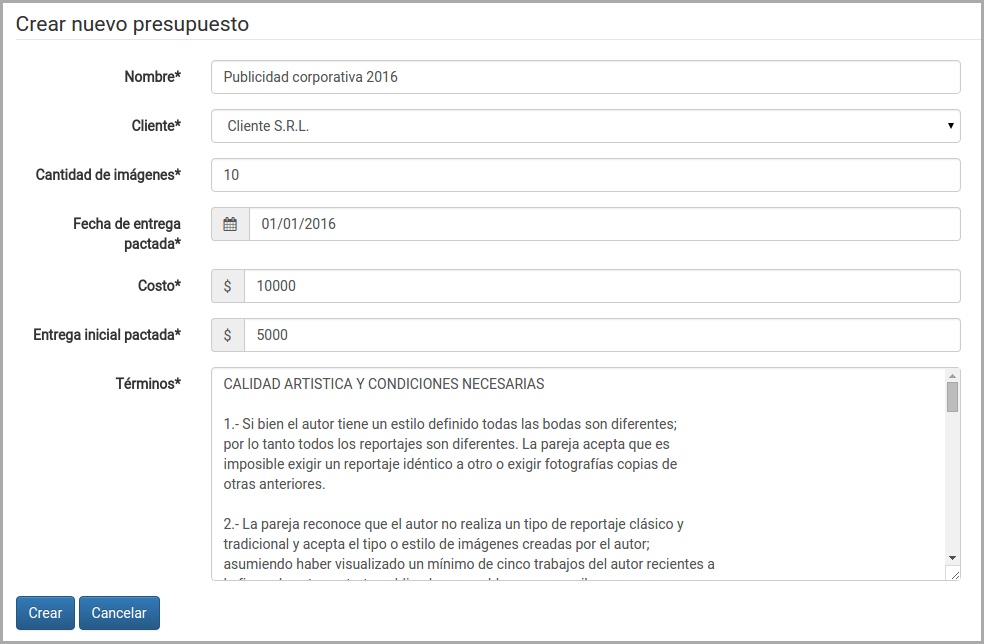 Crear nuevo presupuesto
Nombre*
Publicidad corporativa 2016
Cliente*
Cliente S.R.L.
Cantidad de imágenes*
10
Fecha de entrega
pactada*
01/01/2016
Costo*
$
10000
Entrega inicial pactada*
$
5000
Términos*
CALIDAD ARTISTICA Y CONDICIONES NECESARIAS
1.- Si bien el autor tiene un estilo definido todas las bodas son diferentes;
por lo tanto todos los reportajes son diferentes. La pareja acepta que es
imposible exigir un reportaje idéntico a otro o exigir fotografías copias de
otras anteriores.
2.- La pareja reconoce que el autor no realiza un tipo de reportaje clásico y
tradicional y acepta el tipo o estilo de imágenes creadas por el autor;
asumiendo haber visualizado un mínimo de cinco trabajos del autor recientes a
Crear
Cancelar